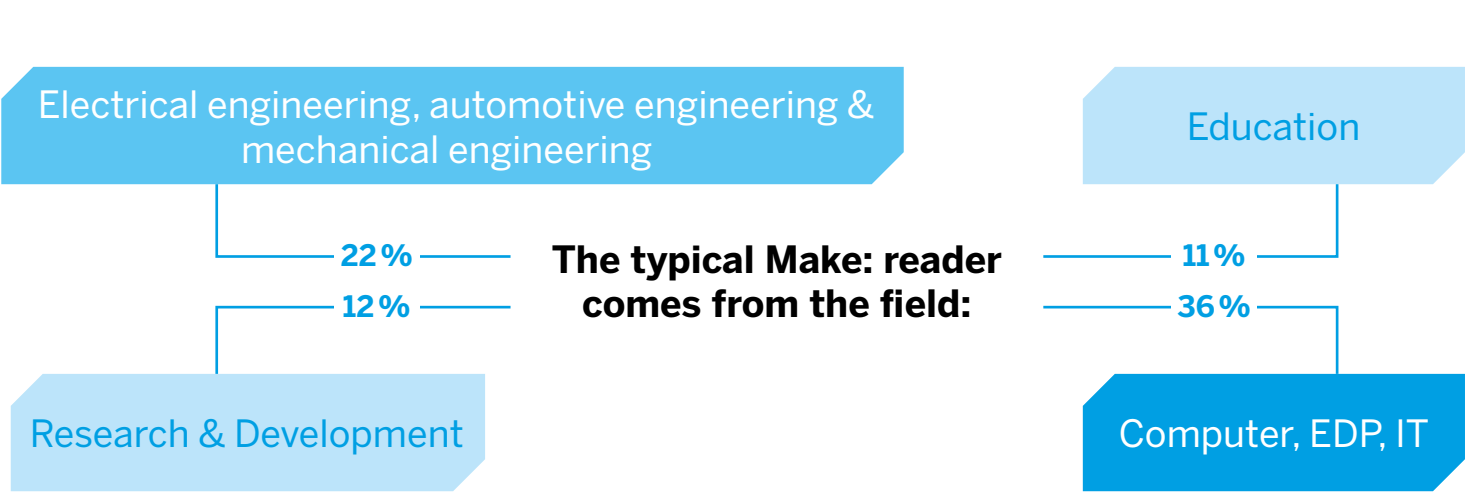 Electrical engineering, automotive engineering &
mechanical engineering
Education
22 %
The typical Make: reader
comes from the field:
11 %
12 %
36 %
Research & Development
Computer, EDP, IT